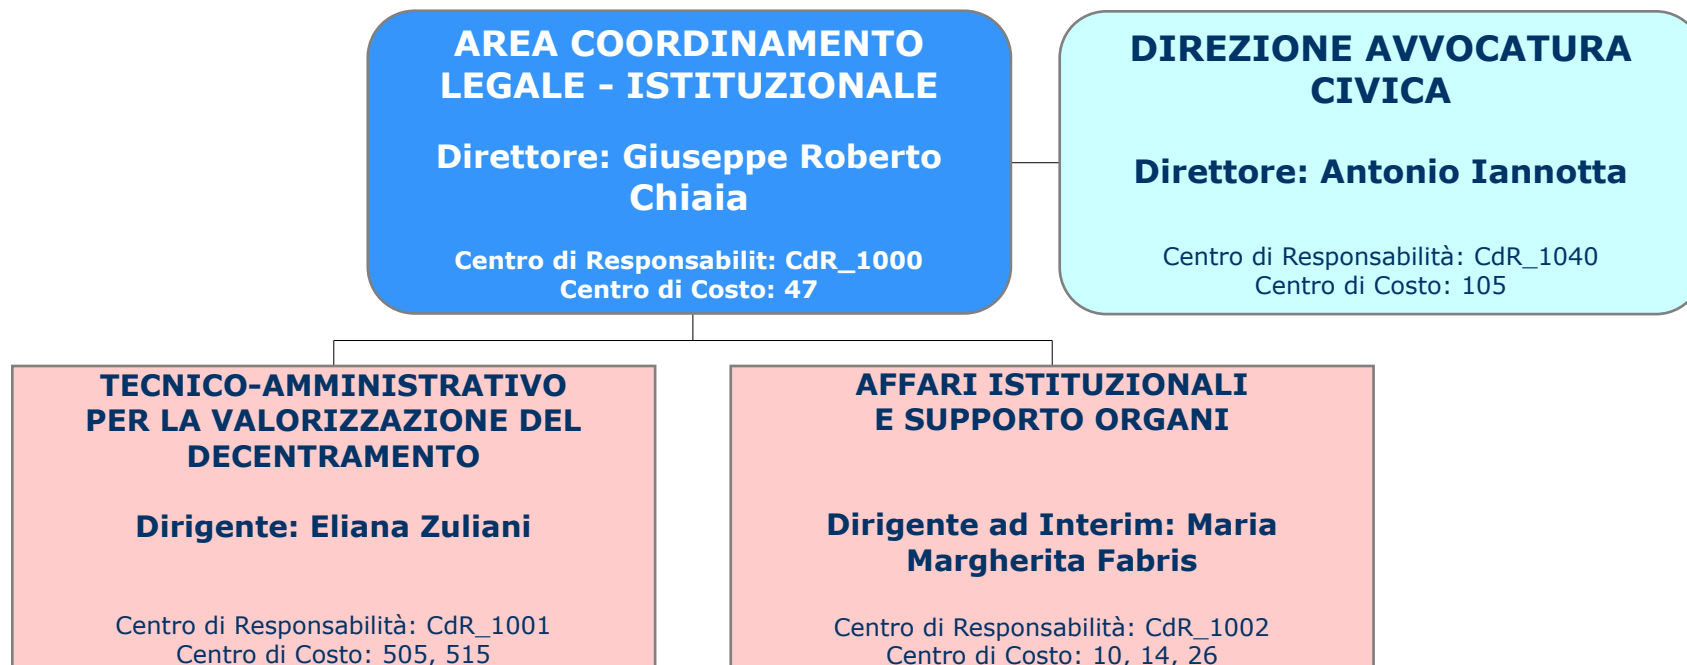 AREA COORDINAMENTO
LEGALE - ISTITUZIONALE
Direttore: Giuseppe Roberto
Chiaia
Centro di Responsabilit: CdR_1000
Centro di Costo: 47
DIREZIONE AVVOCATURA
CIVICA
Direttore: Antonio Iannotta
Centro di Responsabilità: CdR_1040
Centro di Costo: 105
TECNICO-AMMINISTRATIVO
PER LA VALORIZZAZIONE DEL
DECENTRAMENTO
Dirigente: Eliana Zuliani
Centro di Responsabilità: CdR_1001
Centro di Costo: 505, 515
AFFARI ISTITUZIONALI
E SUPPORTO ORGANI
Dirigente ad Interim: Maria
Margherita Fabris
Centro di Responsabilità: CdR_1002
Centro di Costo: 10, 14, 26